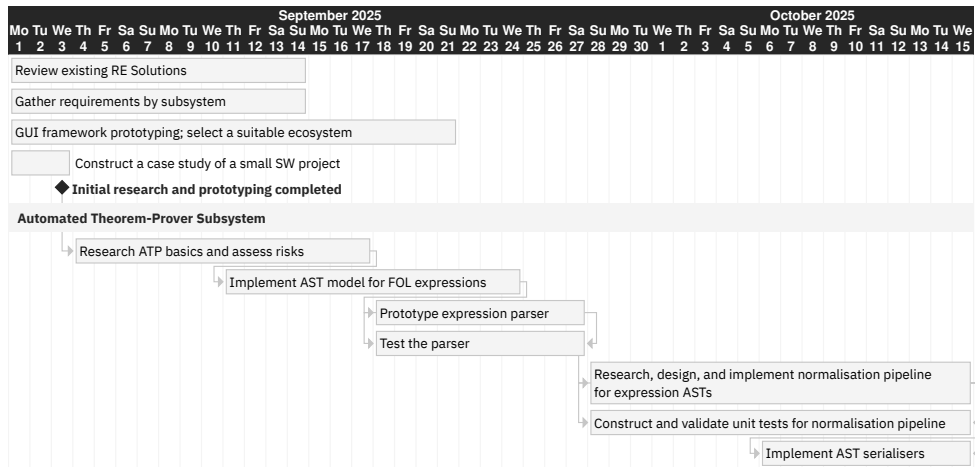 September 2025 October 2025
Mo Tu We Th Fr Sa Su Mo Tu We Th Fr Sa Su Mo Tu We Th Fr Sa Su Mo Tu We Th Fr Sa Su Mo Tu We Th Fr Sa Su Mo Tu We Th Fr Sa Su Mo Tu We
1 2 3 4 5 6 7 8 9 10 11 12 13 14 15 16 17 18 19 20 21 22 23 24 25 26 27 28 29 30 1 2 3 4 5 6 7 8 9 10 11 12 13 14 15
Review existing RE Solutions
Gather requirements by subsystem
GUI framework prototyping; select a suitable ecosystem
Construct a case study of a small SW project
Initial research and prototyping completed
Automated Theorem-Prover Subsystem
Research ATP basics and assess risks
Implement AST model for FOL expressions
Prototype expression parser
Test the parser
Research, design, and implement normalisation pipeline
for expression ASTs
Construct and validate unit tests for normalisation pipeline
Implement AST serialisers